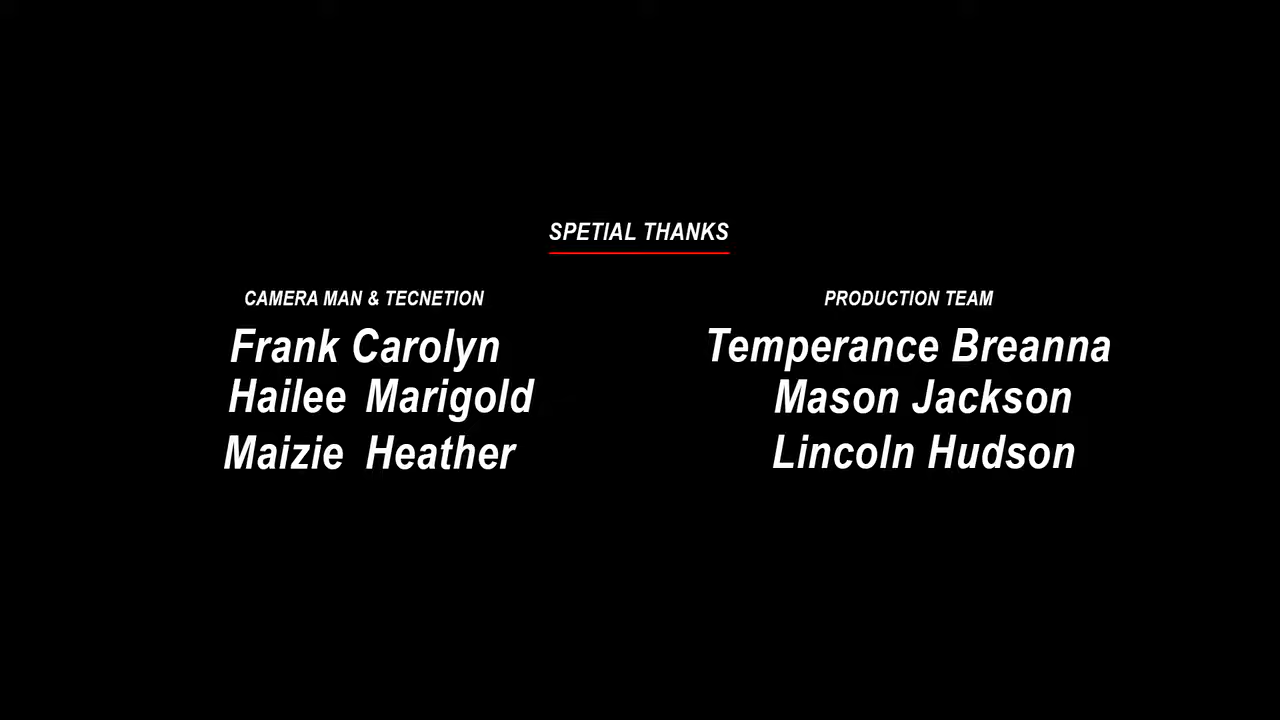 SPETIAL THANKS
CAMERA MAN & TECNETION
Frank Carolyn
Hailee Marigold
Maizie Heather
PRODUCTION TEAM
Temperance Breanna
Mason Jackson
Lincoln Hudson